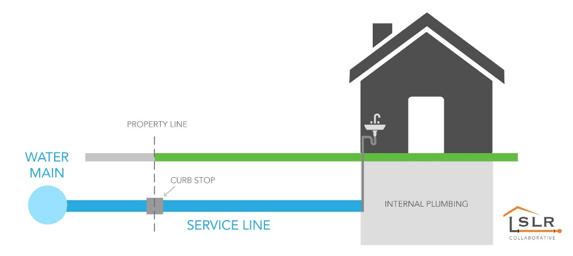 PROPERTY LINE
WATER
MAIN
CURB STOP
SERVICE LINE
INTERNAL PLUMBING
LSLR
COLLABORATIVE